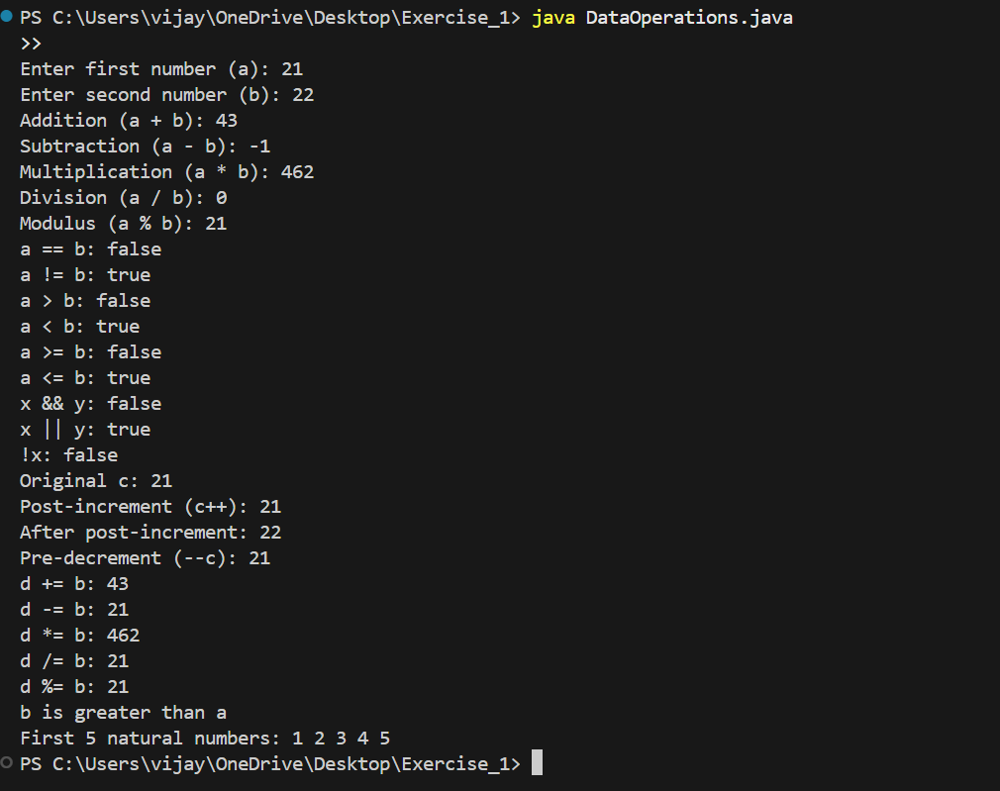 PS C:\Users\vijay\OneDrive\Desktop\Exercise_1> java DataOperations.java
>>
Enter first number (a): 21
Enter second number (b): 22
Addition (a + b): 43
Subtraction (a - b): -1
Multiplication (a * b): 462
Division (a / b): 0
Modulus (a % b): 21
a == b: false
a != b: true
a > b: false
a < b: true
a >= b: false
a <= b: true
x && y: false
x || y: true
!x: false
Original c: 21
Post-increment (c++): 21
After post-increment: 22
Pre-decrement (--c): 21
d += b: 43
d -= b: 21
d *= b: 462
d /= b: 21
d %= b: 21
b is greater than a
First 5 natural numbers: 1 2 3 4 5
PS C:\Users\vijay\OneDrive\Desktop\Exercise_1>